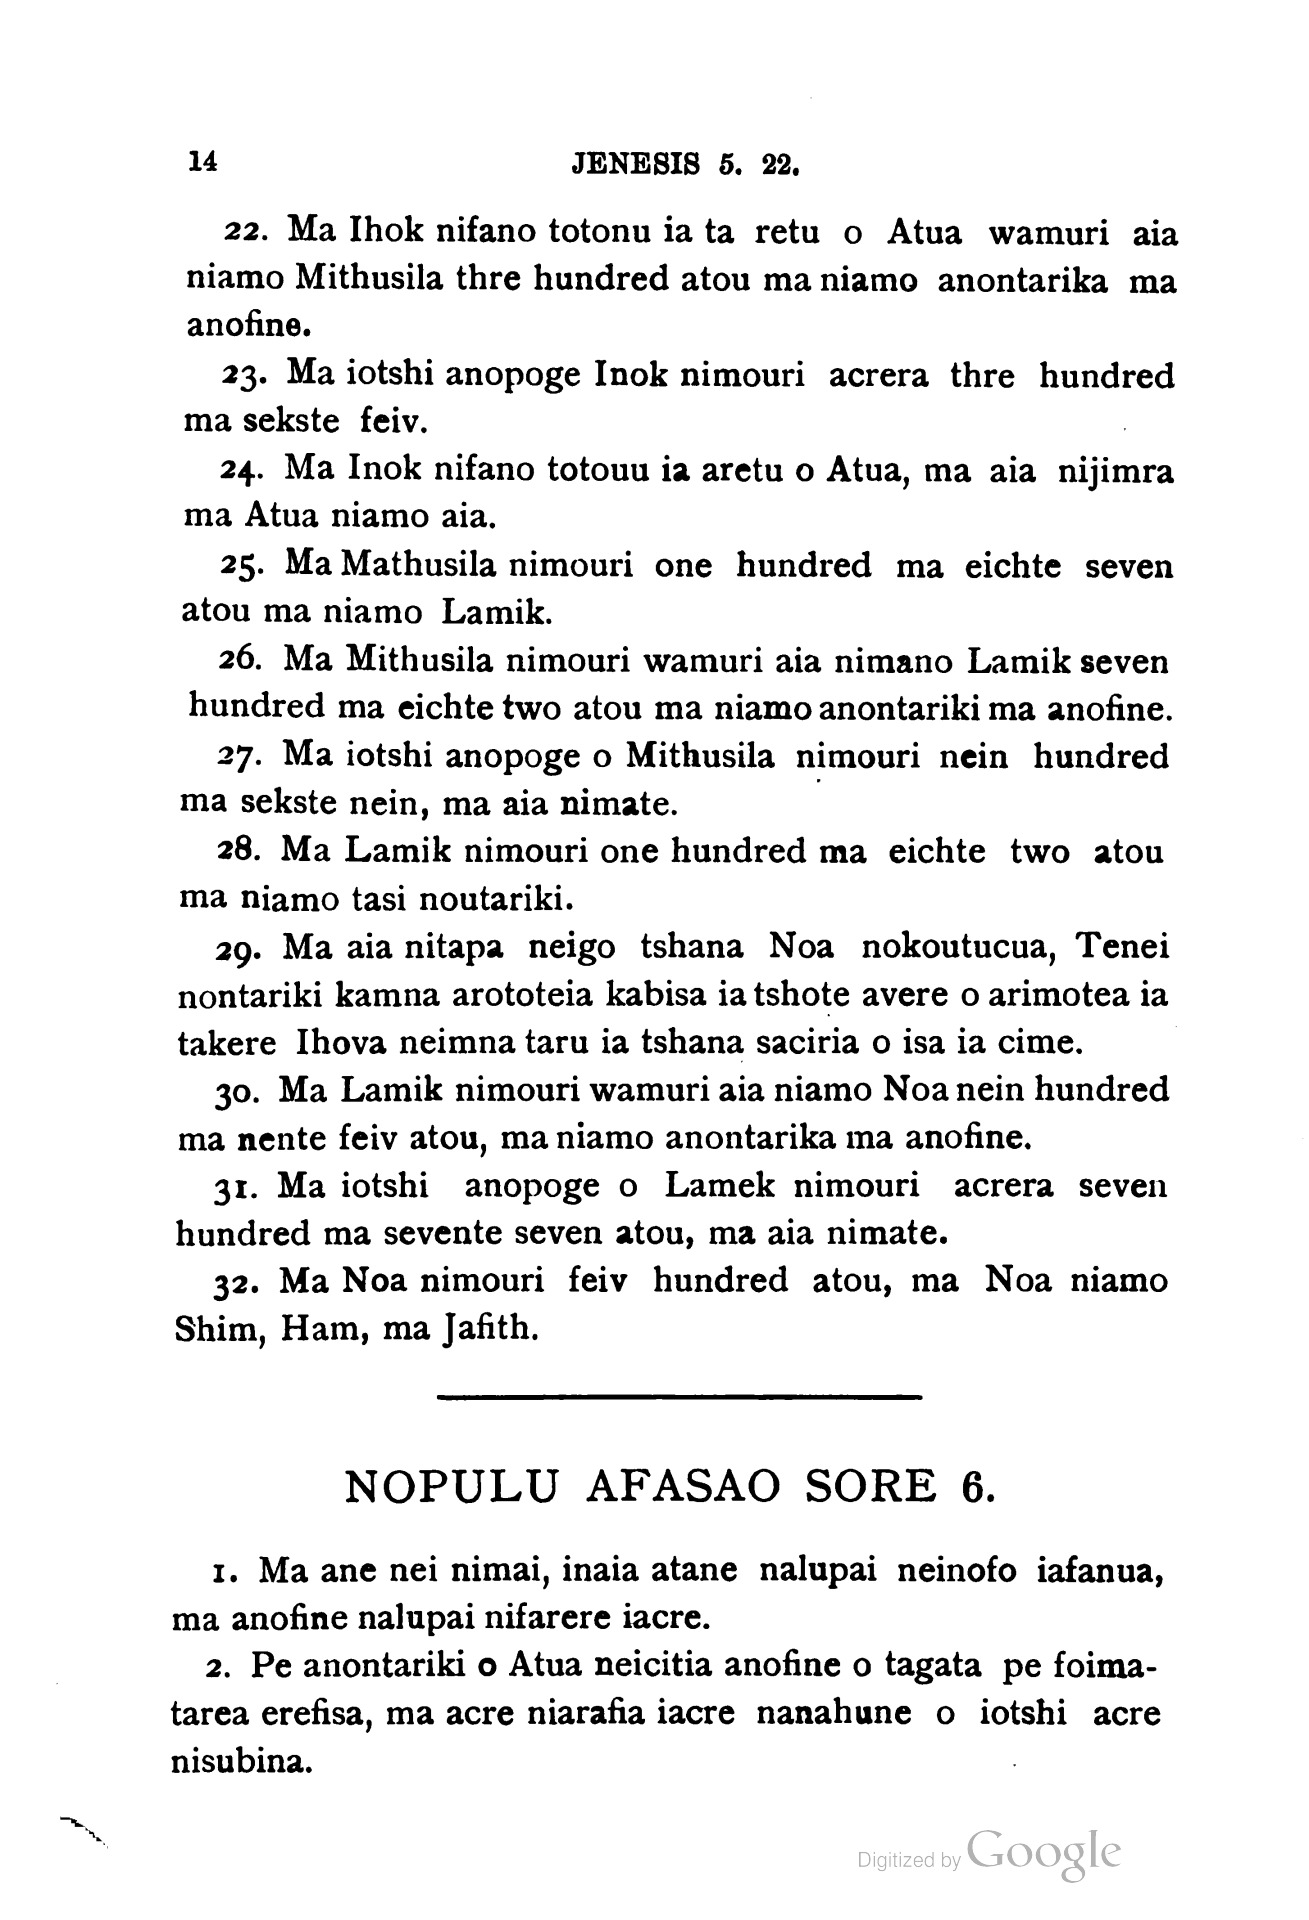 14 JENESIS 5. 22.
22. Ma Ihok nifano totonu ia ta retu o Atua wamuri aia
niamo Mithusila thre hundred atou ma niamo anontarika ma
anofine.
23. Ma iotshi anopoge Inok nimouri acrera thre hundred
ma sekste feiv.
24. Ma Inok nifano totouu ia aretu o Atua, ma aia nijimra
ma Atua niamo aia.
25. Ma Mathusila nimouri one hundred ma eichte seven
atou ma niamo Lamik.
26. Ma Mithusila nimouri wamuri aia nimano Lamik seven
hundred ma eichte two atou ma niamo anontariki ma anofine.
27. Ma iotshi anopoge o Mithusila nimouri nein hundred
ma sekste nein, ma aia nimate.
28. Ma Lamik nimouri one hundred ma eichte two atou
ma niamo tasi noutariki.
29. Ma aia nitapa neigo tshana Noa nokoutucua, Tenei
nontariki kamna arototeia kabisa ia tshote avere o arimotea ia
takere Ihova neimna taru ia tshana saciria o isa ia cime.
30. Ma Lamik nimouri wamuri aia niamo Noa nein hundred
ma nente feiv atou, ma niamo anontarika ma anofine.
31. Ma iotshi anopoge o Lamek nimouri acrera seven
hundred ma sevente seven atou, ma aia nimate.
32. Ma Noa nimouri feiv hundred atou, ma Noa niamo
Shim, Ham, ma Jafith.
NOPULU AFASAO SORE 6.
1. Ma ane nei nimai, inaia atane nalupai neinofo iafanua,
ma anofine nalupai nifarere iacre.
2. Pe anontariki o Atua neicitia anofine o tagata pe foima-
tarea erefisa, ma acre niarafia iacre nanahune o iotshi acre
nisubina.
Digitized by Google